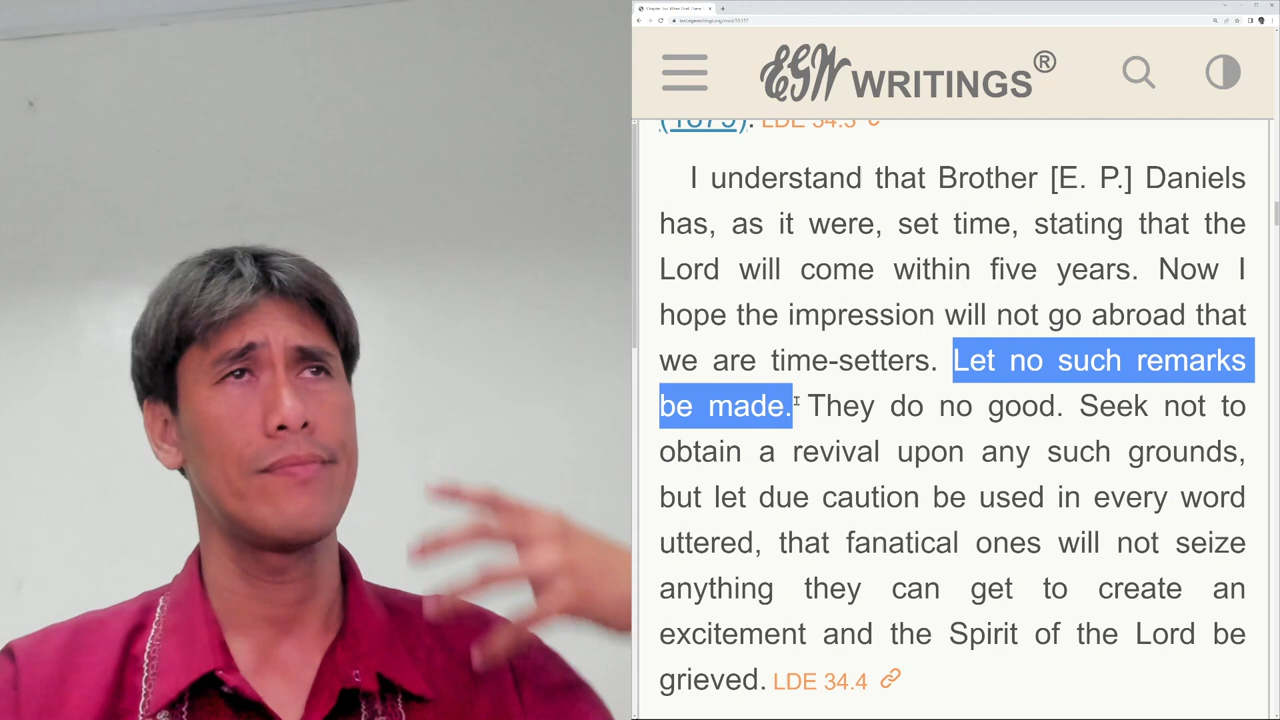 EGW WRITINGS®
(1879). LDE 34.3
I understand that Brother [E. P.] Daniels
has, as it were, set time, stating that the
Lord will come within five years. Now I
hope the impression will not go abroad that
we are time-setters. Let no such remarks
be made. They do no good. Seek not to
obtain a revival upon any such grounds,
but let due caution be used in every word
uttered, that fanatical ones will not seize
anything they can get to create an
excitement and the Spirit of the Lord be
grieved. LDE 34.4